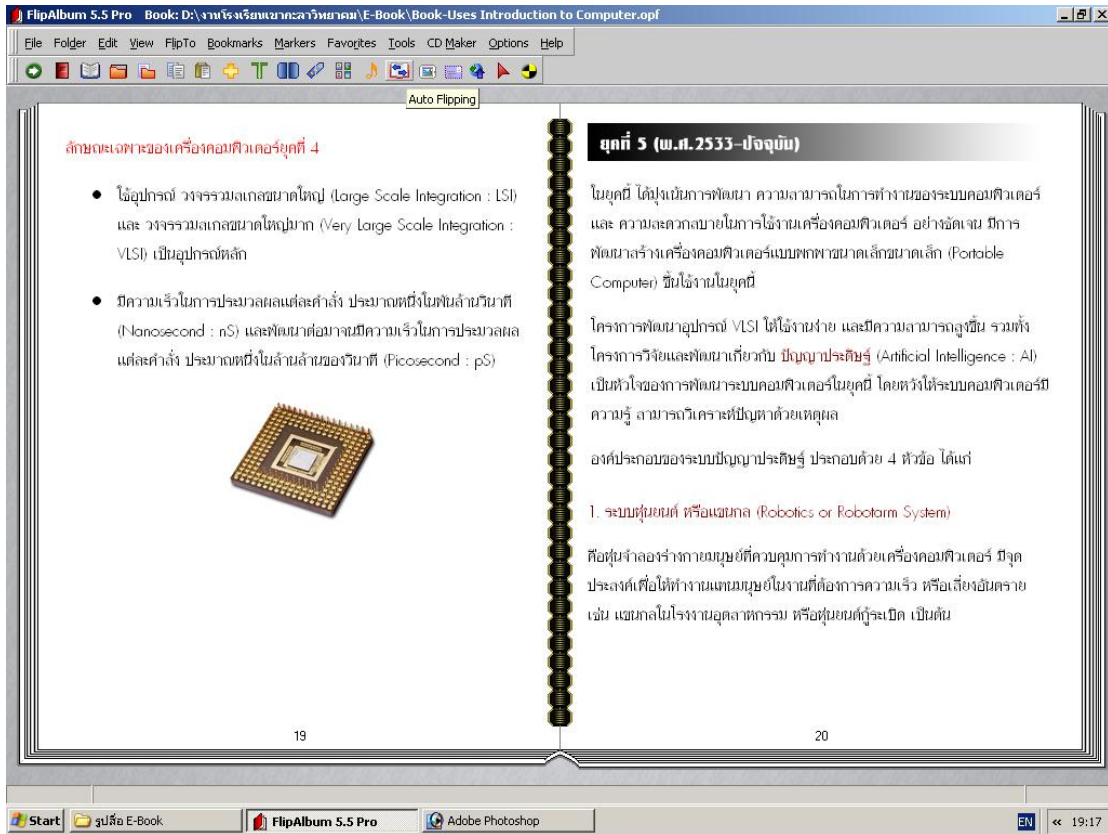 FlipAlbum 5.5 Pro Book: D:\งานโรงเรียนเขากะลาวิทยาคม\E-Book\Book-Uses Introduction to Computer.opf
File Folder Edit View FlipTo Bookmarks Markers Favorites Tools CD Maker Options Help
Auto Flipping
ลักษณะเฉพาะของเครื่องคอมพิวเตอร์ยุคที่ 4
● ใช้อุปกรณ์ วงจรรวมสเกลขนาดใหญ่ (Large Scale Integration : LSI)
และ วงจรรวมสเกลขนาดใหญ่มาก (Very Large Scale Integration :
VLSI) เป็นอุปกรณ์หลัก
● มีความเร็วในการประมวลผลแต่ละคำสั่ง ประมาณหนึ่งในพันล้านวินาที
(Nanosecond : nS) และพัฒนาต่อมาจนมีความเร็วในการประมวลผล
แต่ละคำสั่ง ประมาณหนึ่งในล้านล้านของวินาที (Picosecond : pS)
19
ยุคที่ 5 (พ.ศ.2533-ปัจจุบัน)
ในยุคนี้ ได้มุ่งเน้นการพัฒนา ความสามารถในการทำงานของระบบคอมพิวเตอร์
และ ความสะดวกสบายในการใช้งานเครื่องคอมพิวเตอร์ อย่างชัดเจน มีการ
พัฒนาสร้างเครื่องคอมพิวเตอร์แบบพกพาขนาดเล็กขนาดเล็ก (Portable
Computer) ขึ้นใช้งานในยุคนี้
โครงการพัฒนาอุปกรณ์ VLSI ให้ใช้งานง่าย และมีความสามารถสูงขึ้น รวมทั้ง
โครงการวิจัยและพัฒนาเกี่ยวกับ ปัญญาประดิษฐ์ (Artificial Intelligence : AI)
เป็นหัวใจของการพัฒนาระบบคอมพิวเตอร์ในยุคนี้ โดยหวังให้ระบบคอมพิวเตอร์มี
ความรู้ สามารถวิเคราะห์ปัญหาด้วยเหตุผล
องค์ประกอบของระบบปัญญาประดิษฐ์ ประกอบด้วย 4 หัวข้อ ได้แก่
1. ระบบหุ่นยนต์ หรือแขนกล (Robotics or Robotarm System)
คือหุ่นจำลองร่างกายมนุษย์ที่ควบคุมการทำงานด้วยเครื่องคอมพิวเตอร์ มีจุด
ประสงค์เพื่อให้ทำงานแทนมนุษย์ในงานที่ต้องการความเร็ว หรือเสี่ยงอันตราย
เช่น แขนกลในโรงงานอุตสาหกรรม หรือหุ่นยนต์กู้ระเบิด เป็นต้น
20
Start รูปสื่อ E-Book FlipAlbum 5.5 Pro Adobe Photoshop EN « 19:17